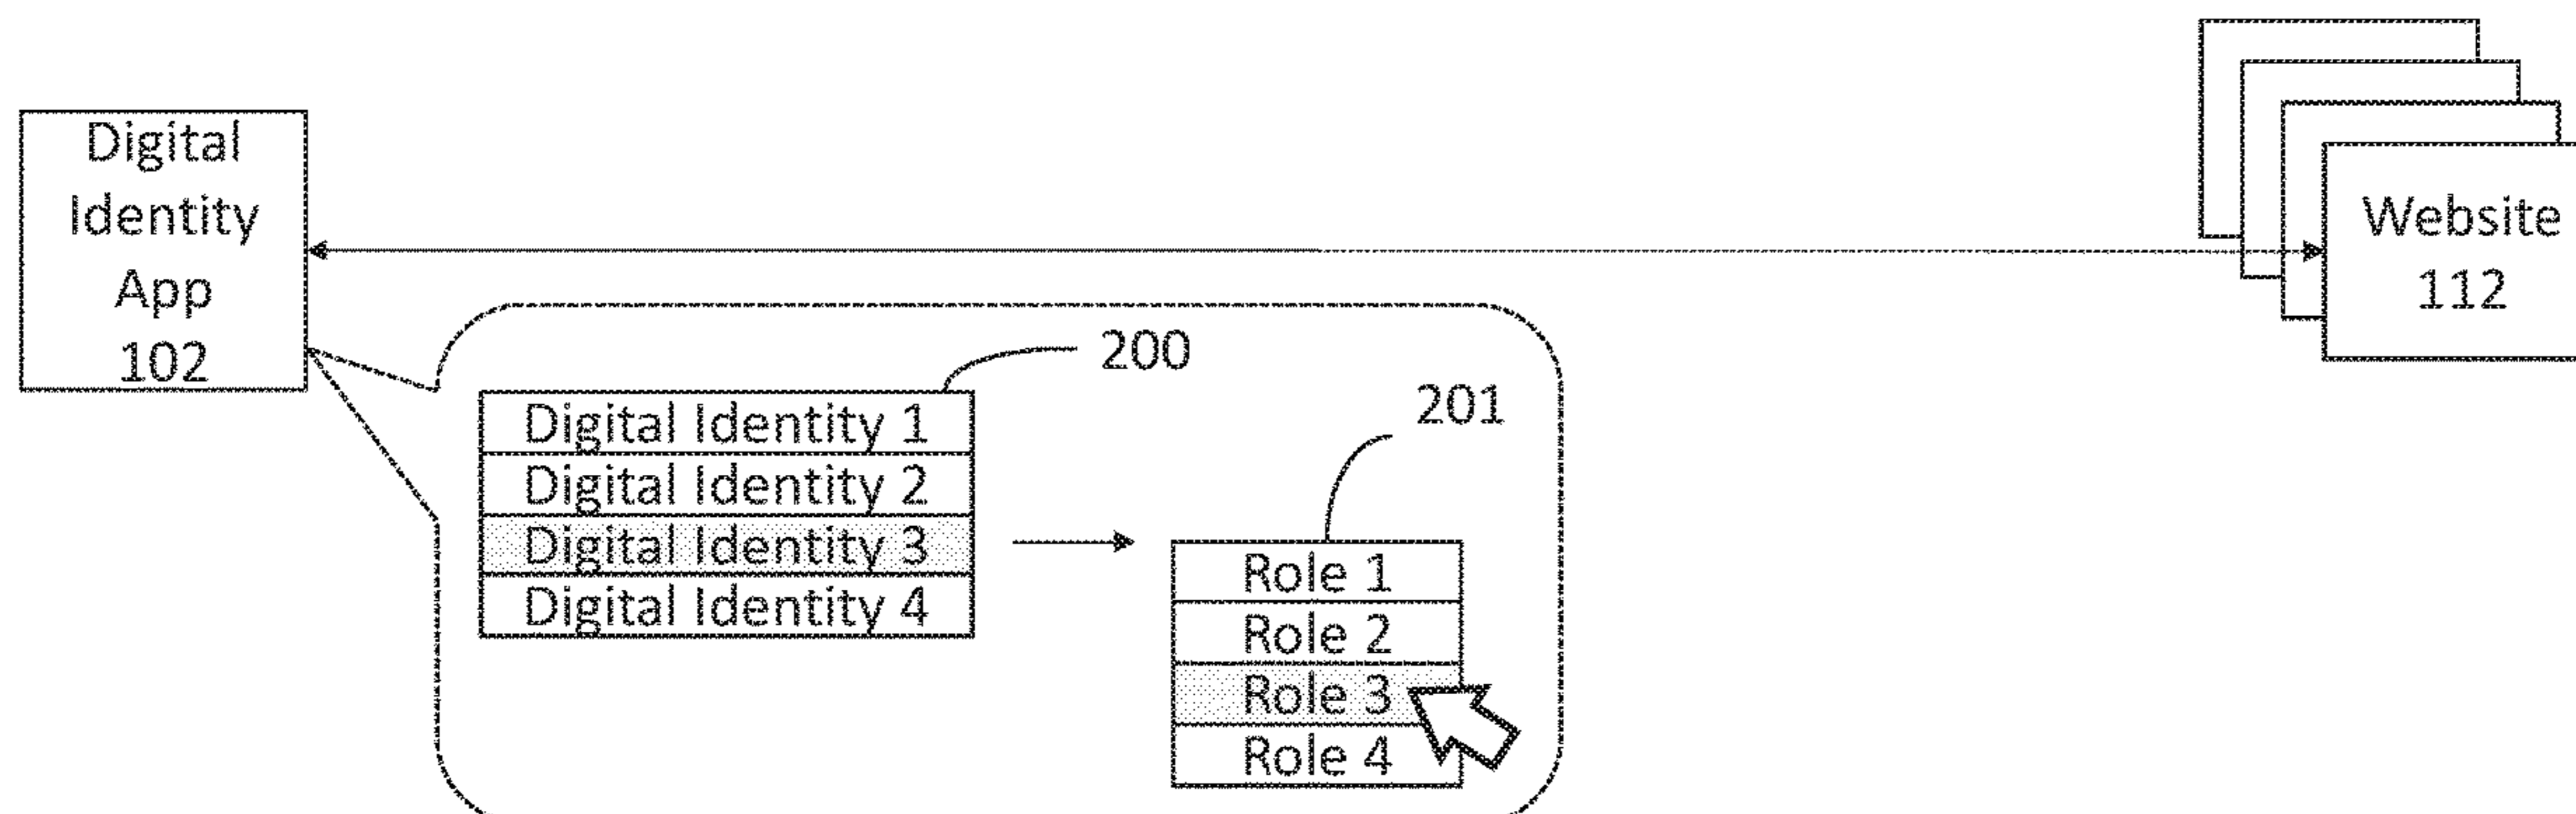 Digital
Identity
App
102
Website
112
200
201
Digital Identity 1
Digital Identity 2
Digital Identity 3
Digital Identity 4
Role 1
Role 2
Role 3
Role 4